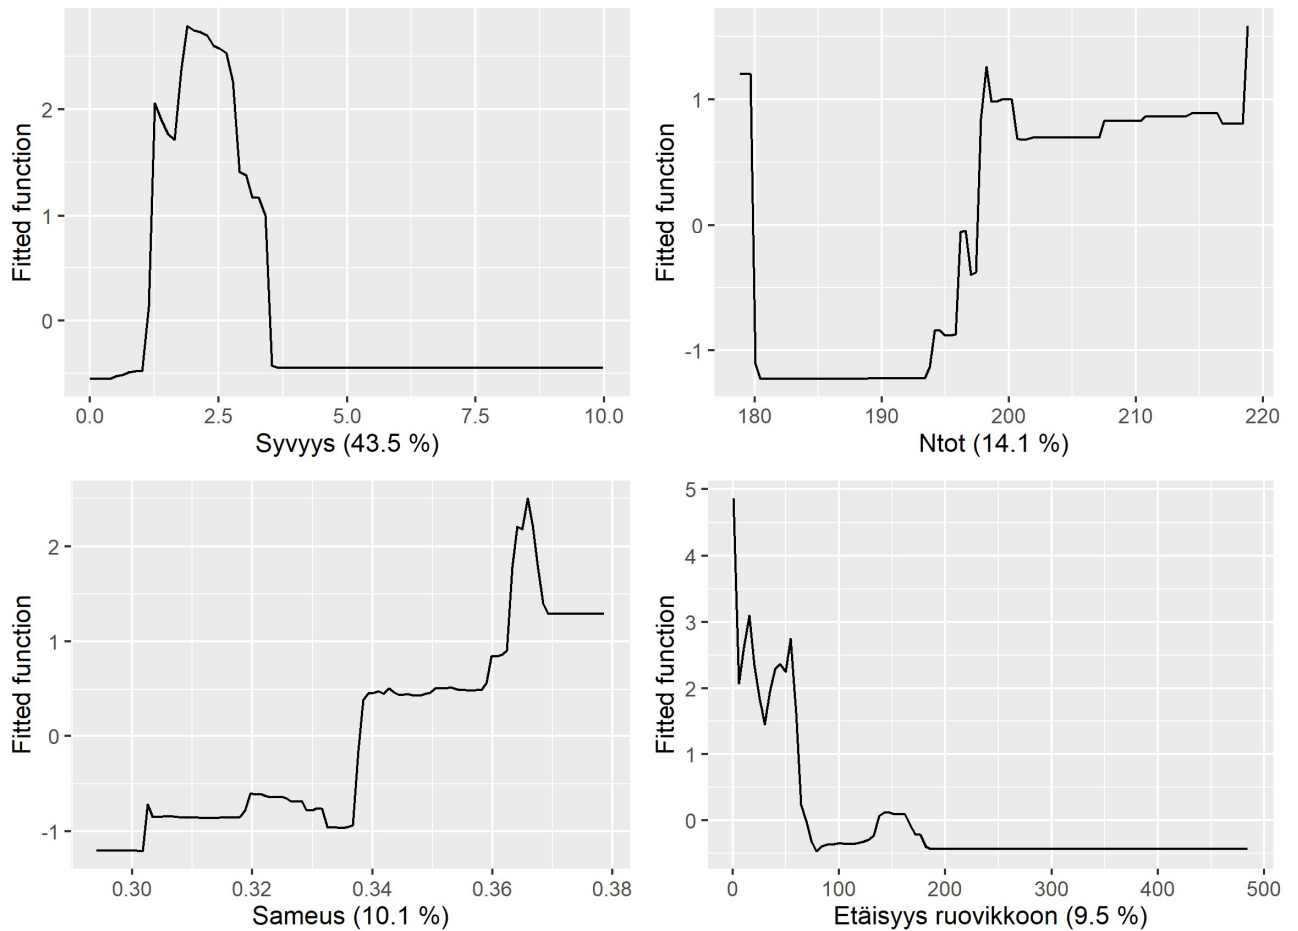 Fitted function
2
1
0
0.0 2.5 5.0 7.5 10.0
Syvyys (43.5 %)
Fitted function
1
0
-1
180 190 200 210 220
Ntot (14.1 %)
Fitted function
2
1
0
-1
0.30 0.32 0.34 0.36 0.38
Sameus (10.1 %)
Fitted function
5
4
3
2
1
0
0 100 200 300 400 500
Etäisyys ruovikkoon (9.5 %)